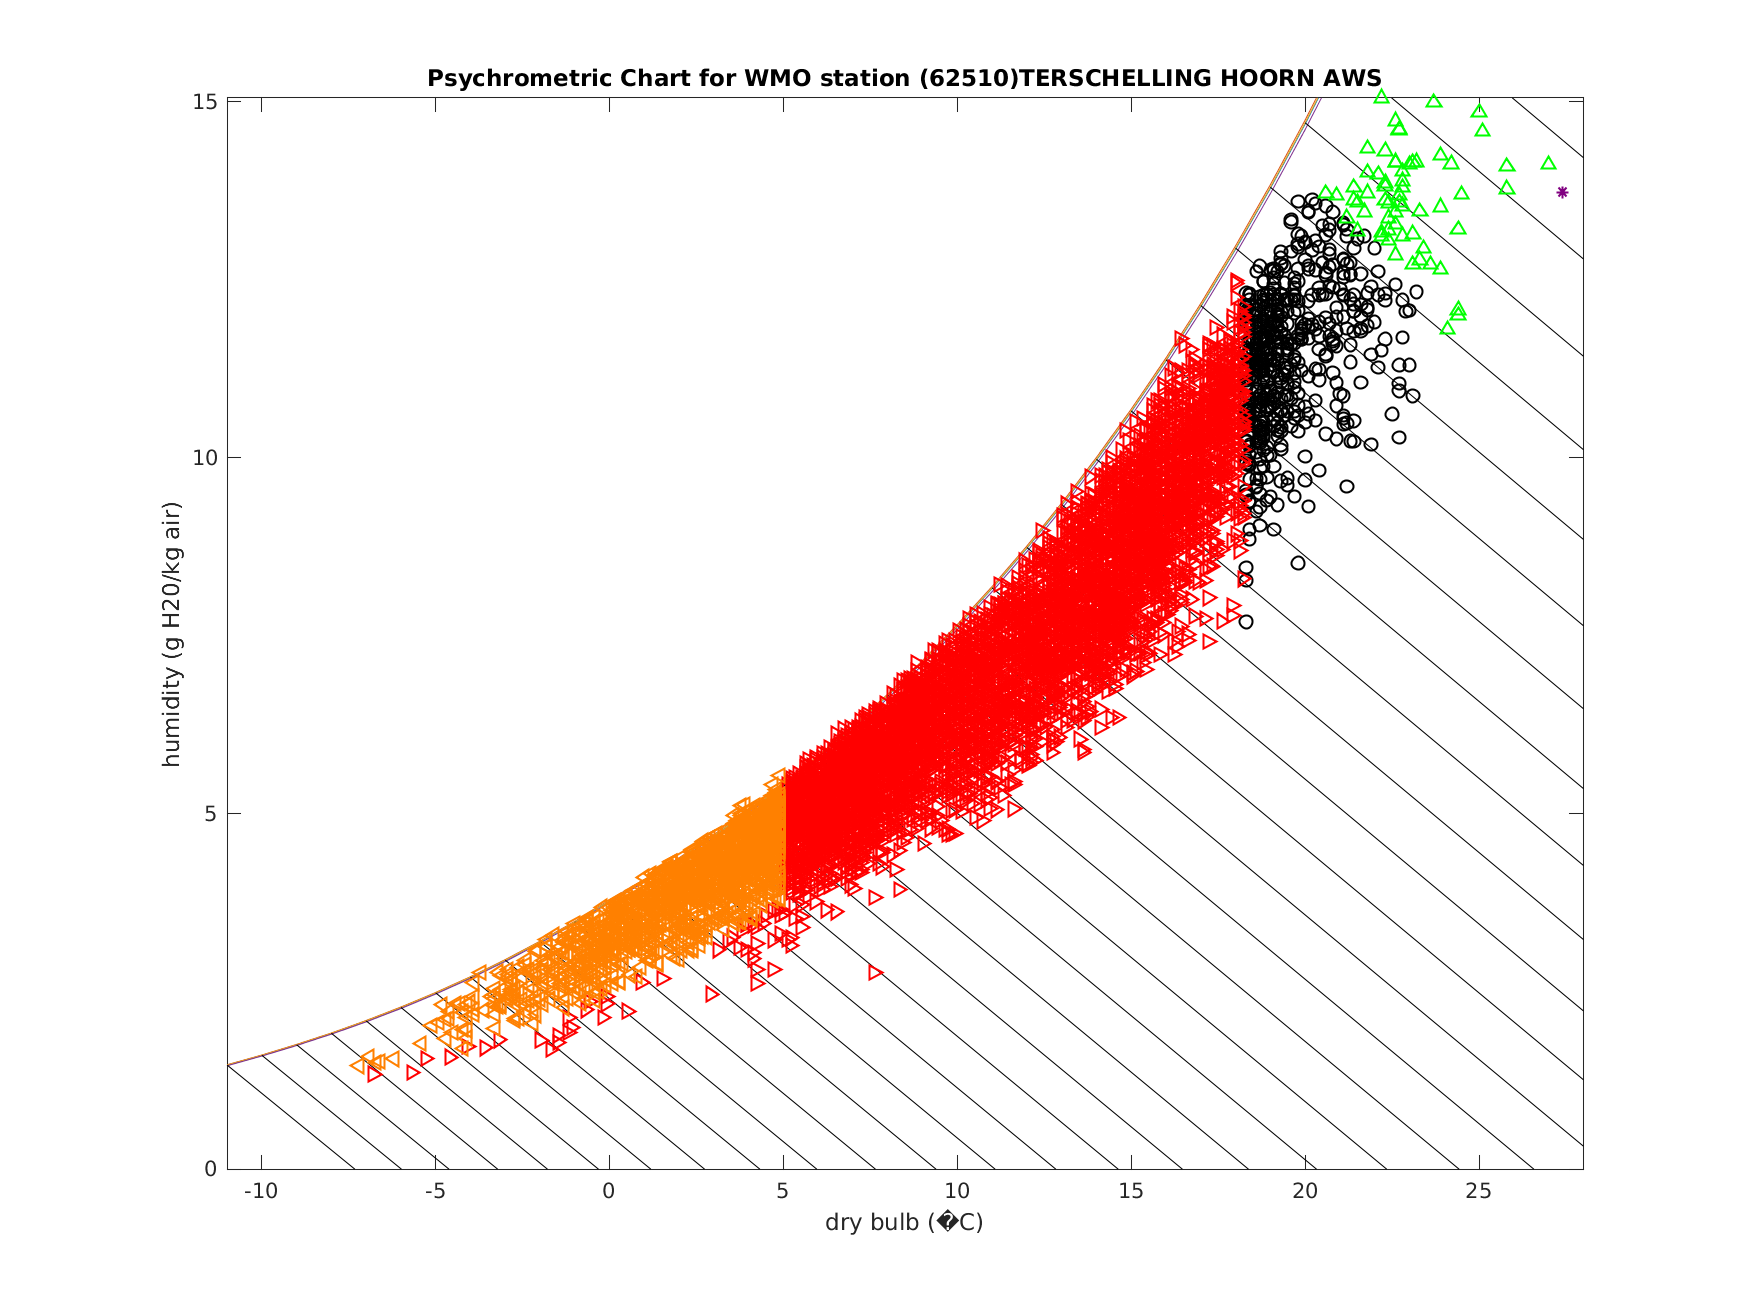 Psychrometric Chart for WMO station (62510)TERSCHELLING HOORN AWS
15
10
5
0
humidity (g H20/kg air)
-10 -5 0 5 10 15 20 25
dry bulb (�C)